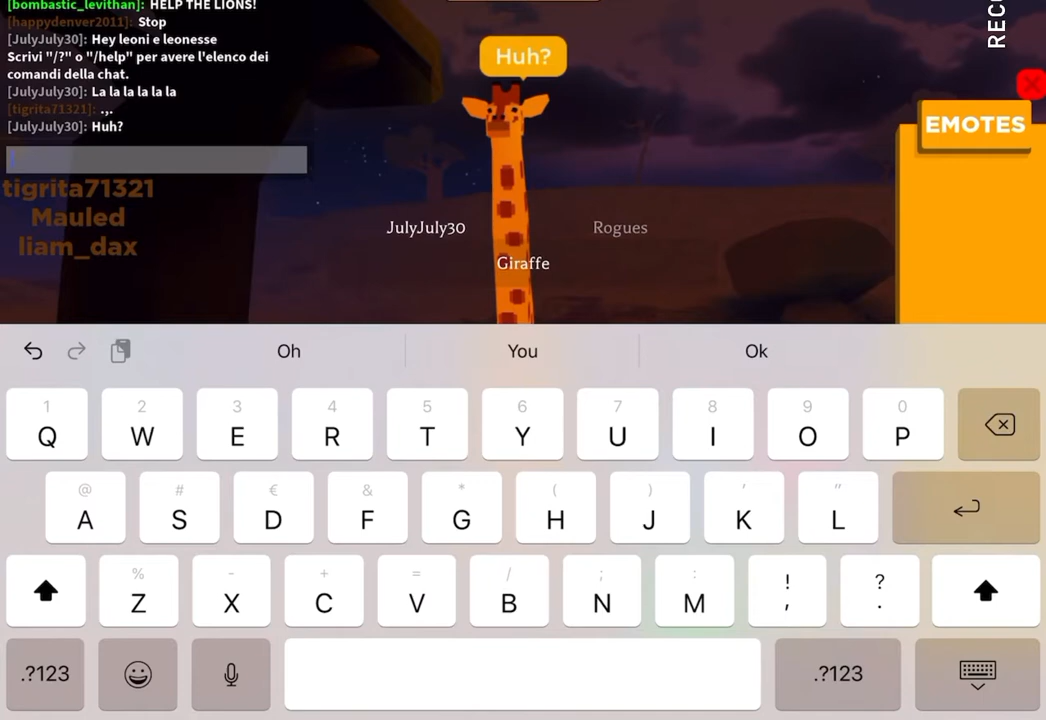 [bombastic_levithan]: HELP THE LIONS!
[happydenver2011]: Stop
[JulyJuly30]: Hey leoni e leonesse
Scrivi "/?" o "/help" per avere l'elenco dei
comandi della chat.
[JulyJuly30]: La la la la la la
[tigrita71321]: .,.
[JulyJuly30]: Huh?
tigrita71321
Mauled
liam_dax
Huh?
JulyJuly30
Rogues
Giraffe
RECO
EMOTES
Oh You Ok
1 2 3 4 5 6 7 8 9 0
Q W E R T Y U I O P
@ # € & * ( ) ' "
A S D F G H J K L
% - + = / ; : ! ?
Z X C V B N M , .
.?123 .?123